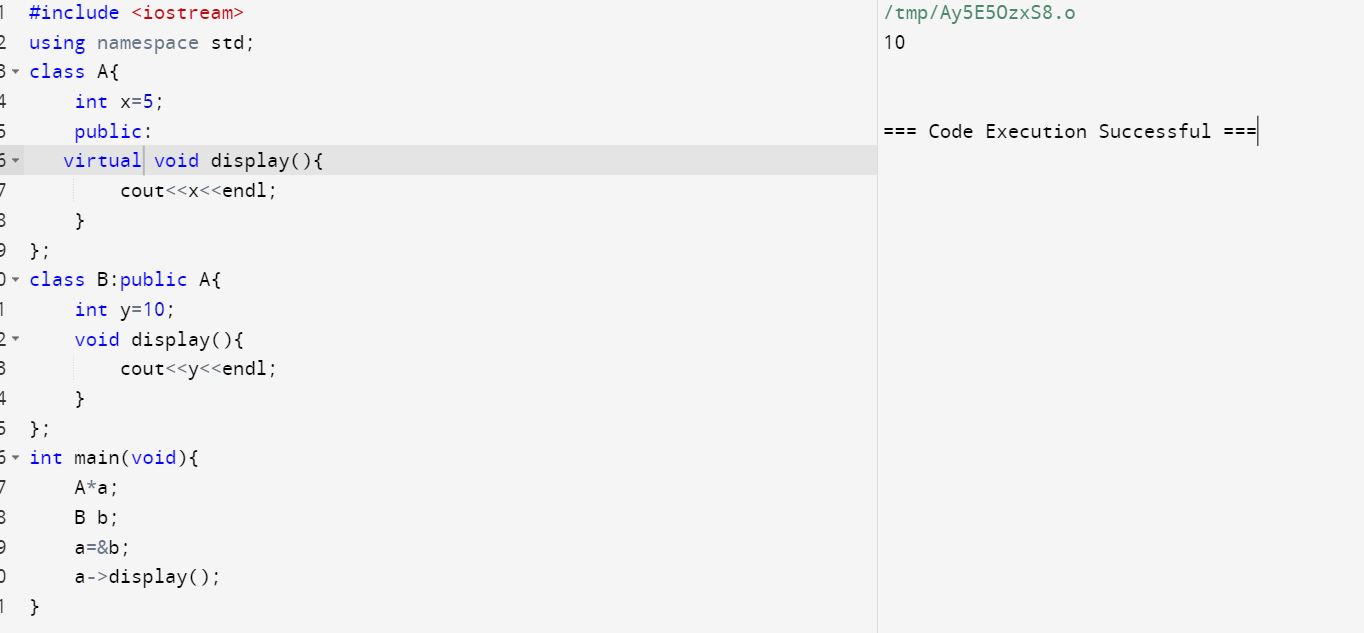 1 #include <iostream>
2 using namespace std;
3 class A{
4     int x=5;
5     public:
6    virtual void display(){
7         cout<<x<<endl;
8     }
9 };
0 class B:public A{
1     int y=10;
2     void display(){
3         cout<<y<<endl;
4     }
5 };
6 int main(void){
7     A*a;
8     B b;
9     a=&b;
0     a->display();
1 }
/tmp/Ay5E5OzxS8.o
10
=== Code Execution Successful ===